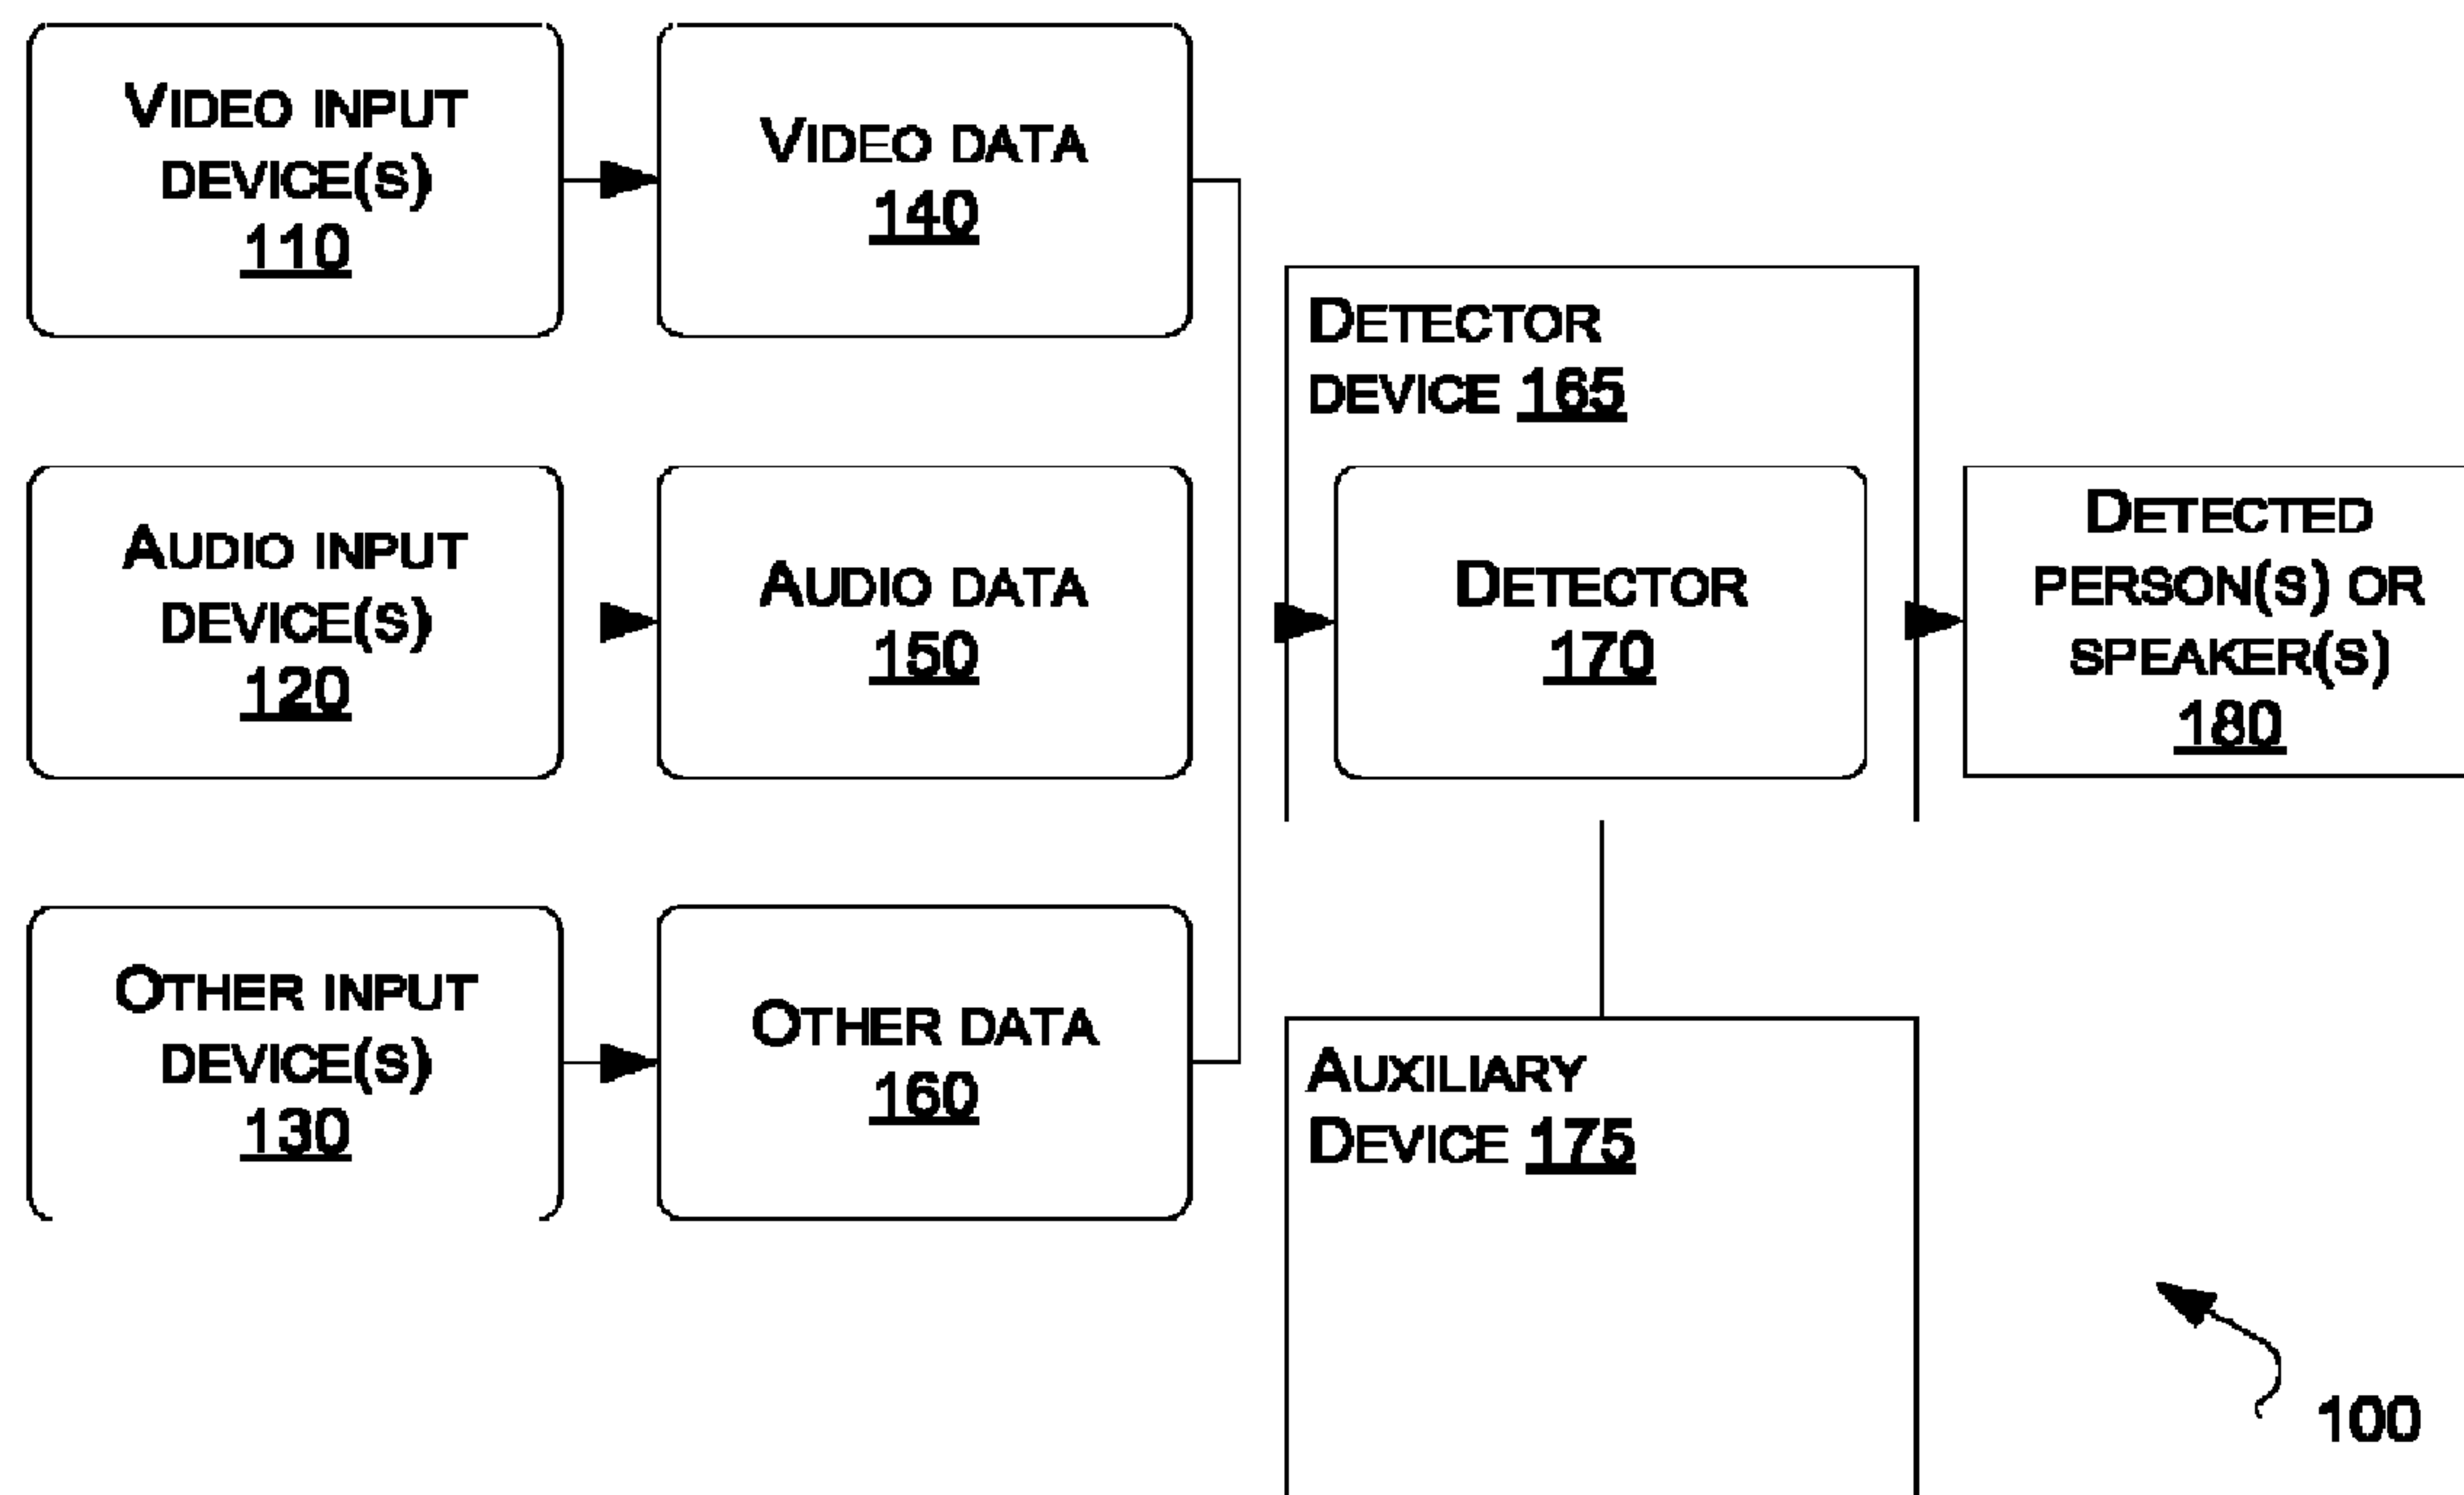 VIDEO INPUT
DEVICE(S)
110
VIDEO DATA
140
DETECTOR
DEVICE 165
AUDIO INPUT
DEVICE(S)
120
AUDIO DATA
150
DETECTOR
170
DETECTED
PERSON(S) OR
SPEAKER(S)
180
OTHER INPUT
DEVICE(S)
130
OTHER DATA
160
AUXILIARY
DEVICE 175
100